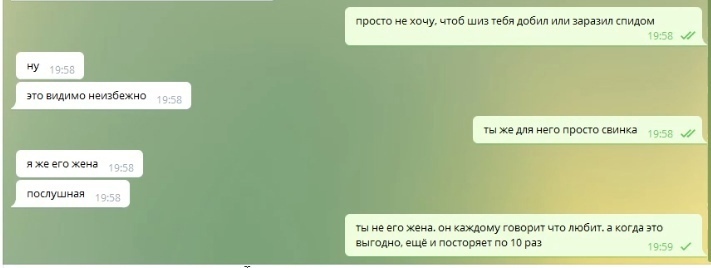 просто не хочу, чтоб шиз тебя добил или заразил спидом
19:58
ну 19:58
это видимо неизбежно 19:58
ты же для него просто свинка 19:58
я же его жена 19:58
послушная 19:58
ты не его жена. он каждому говорит что любит. а когда это
выгодно, ещё и посторяет по 10 раз 19:59